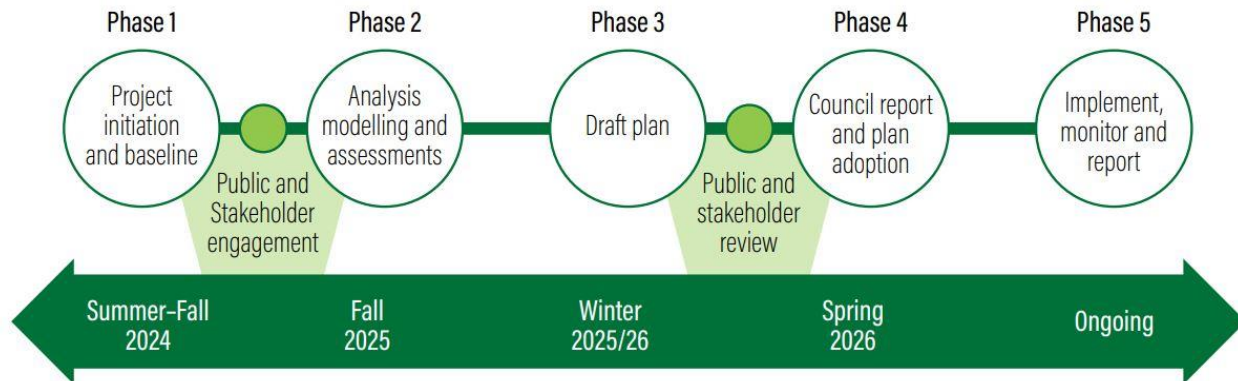 Phase 1
Phase 2
Phase 3
Phase 4
Phase 5
Project
initiation
and baseline
Public and
Stakeholder
engagement
Analysis
modelling and
assessments
Draft plan
Public and
stakeholder
review
Council report
and plan
adoption
Implement,
monitor and
report
Summer–Fall
2024
Fall
2025
Winter
2025/26
Spring
2026
Ongoing